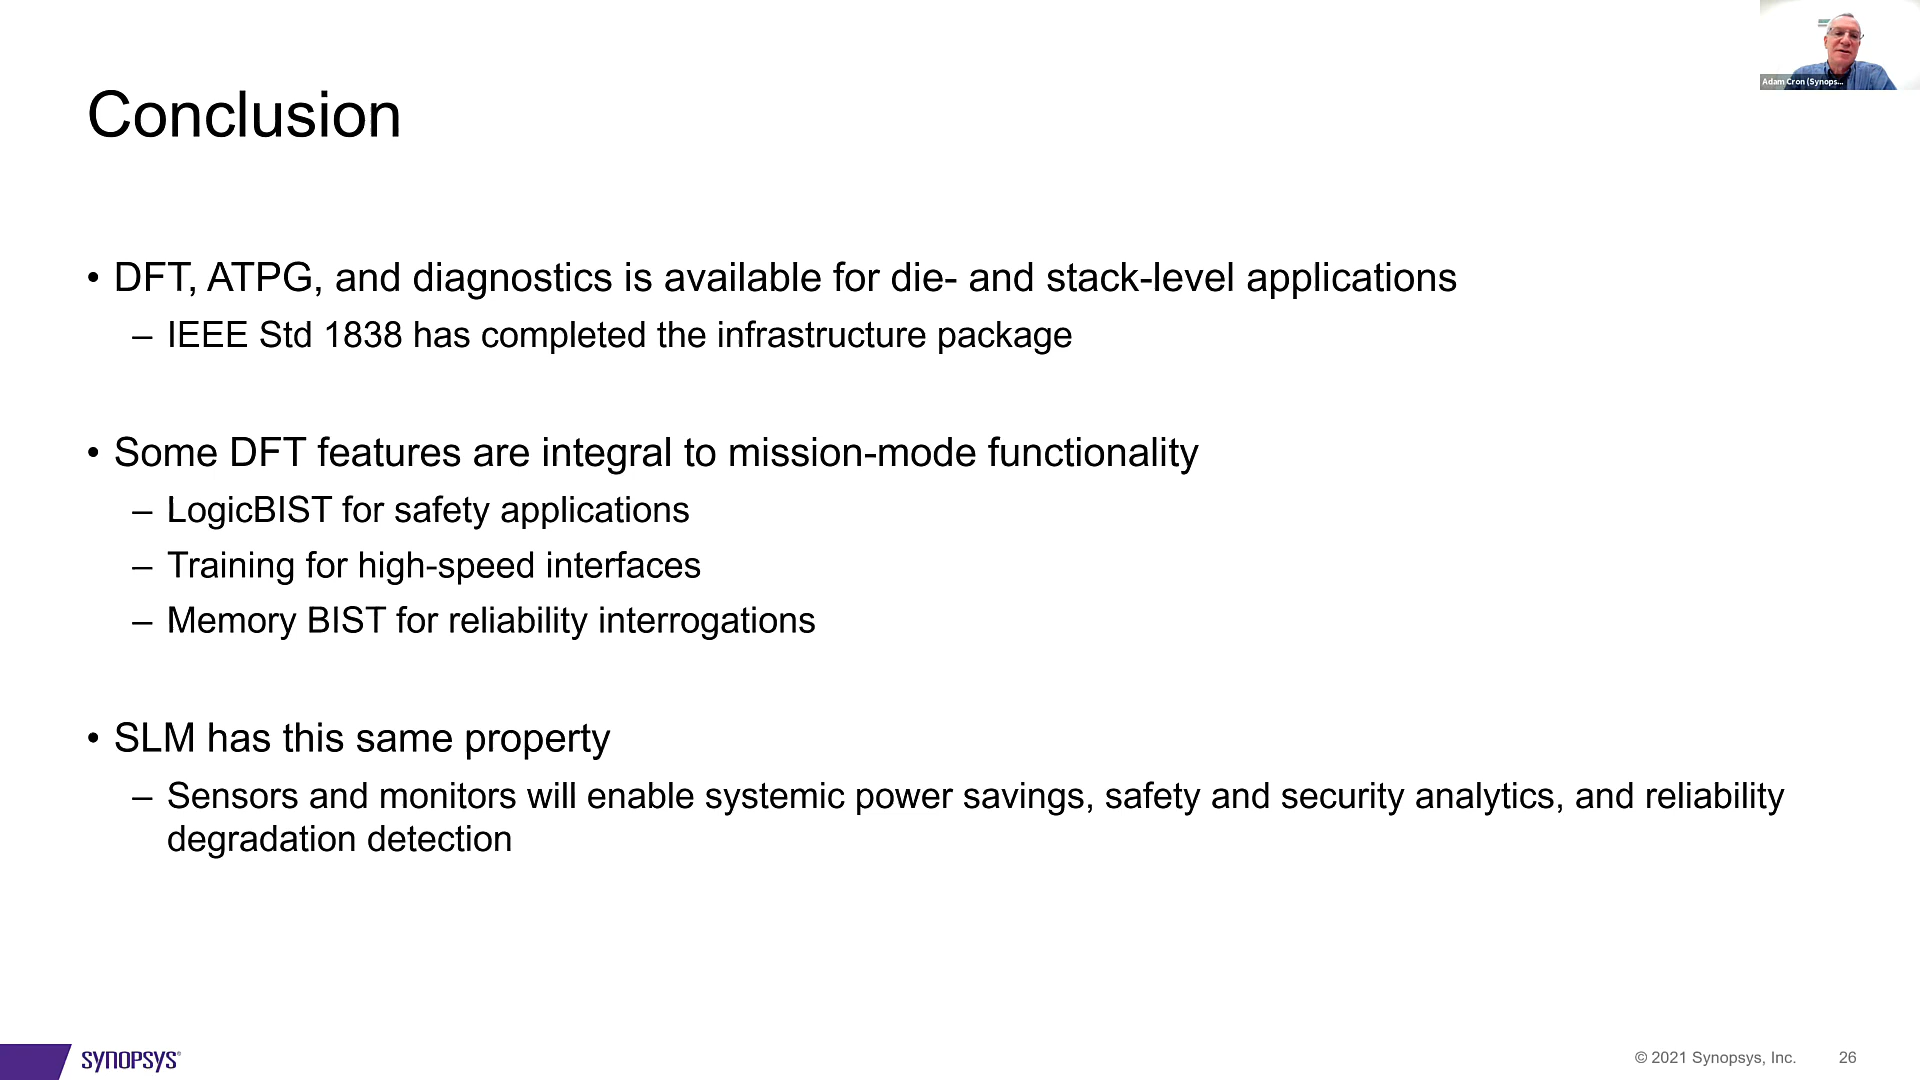 Adam Cron (Synops...
Conclusion
• DFT, ATPG, and diagnostics is available for die- and stack-level applications
– IEEE Std 1838 has completed the infrastructure package
• Some DFT features are integral to mission-mode functionality
– LogicBIST for safety applications
– Training for high-speed interfaces
– Memory BIST for reliability interrogations
• SLM has this same property
– Sensors and monitors will enable systemic power savings, safety and security analytics, and reliability
degradation detection
SYNOPSYS®
© 2021 Synopsys, Inc.
26